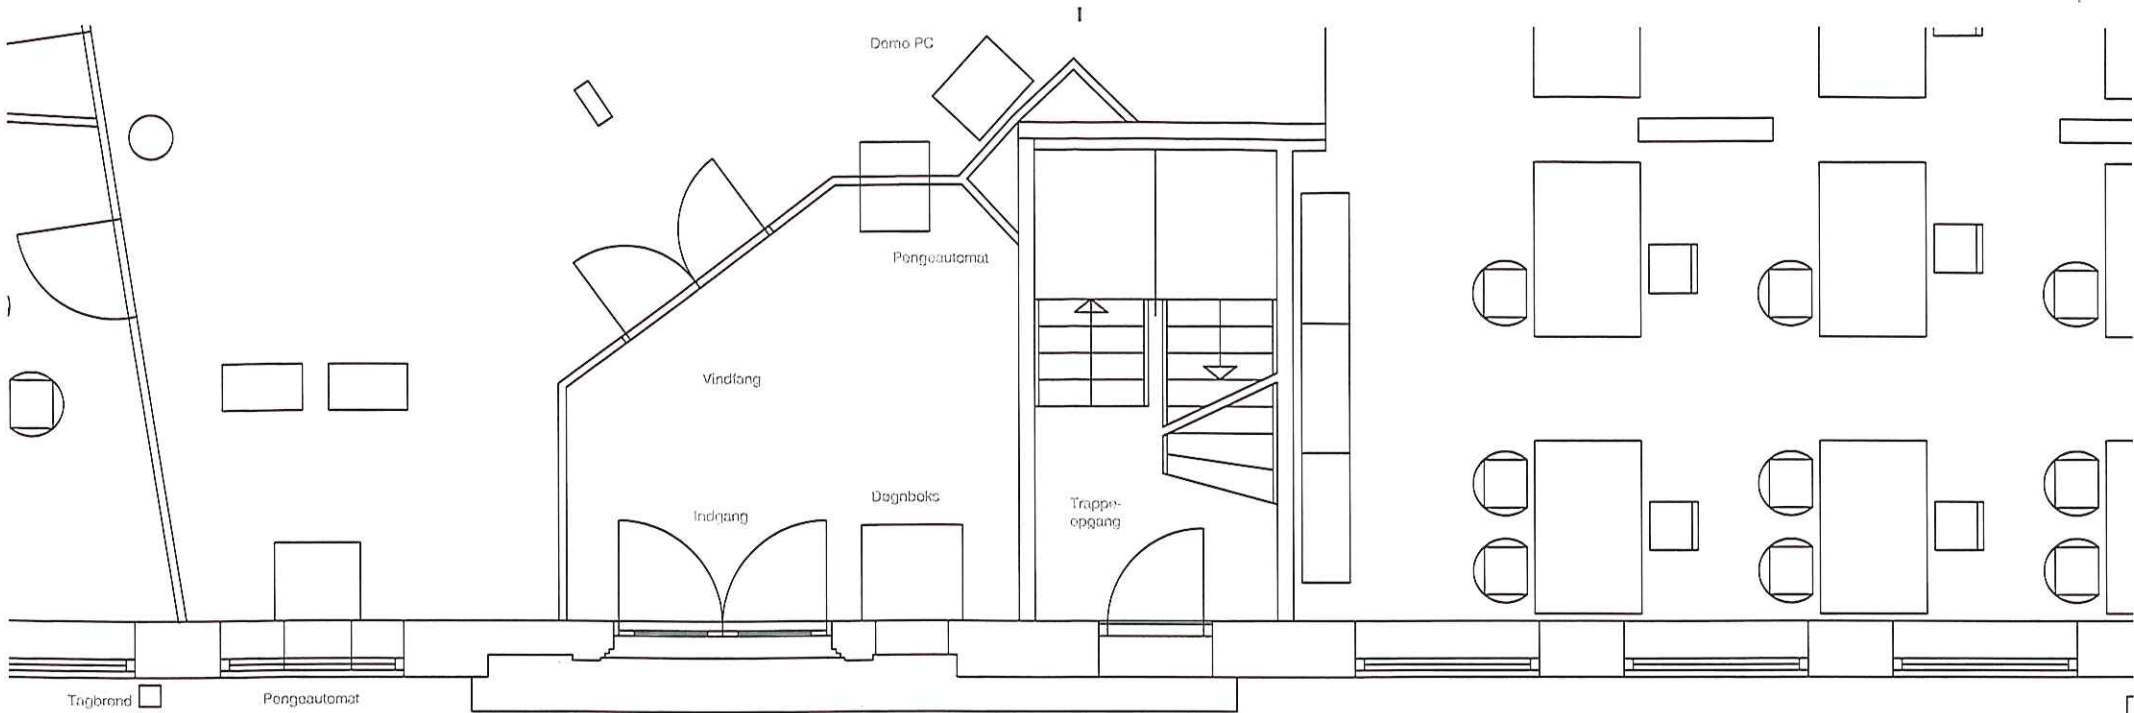 I
Demo PC
Pengeautomat
Vindfang
Døgnboks
Indgang
Trappe-
opgang
Tagbrønd
Pengeautomat